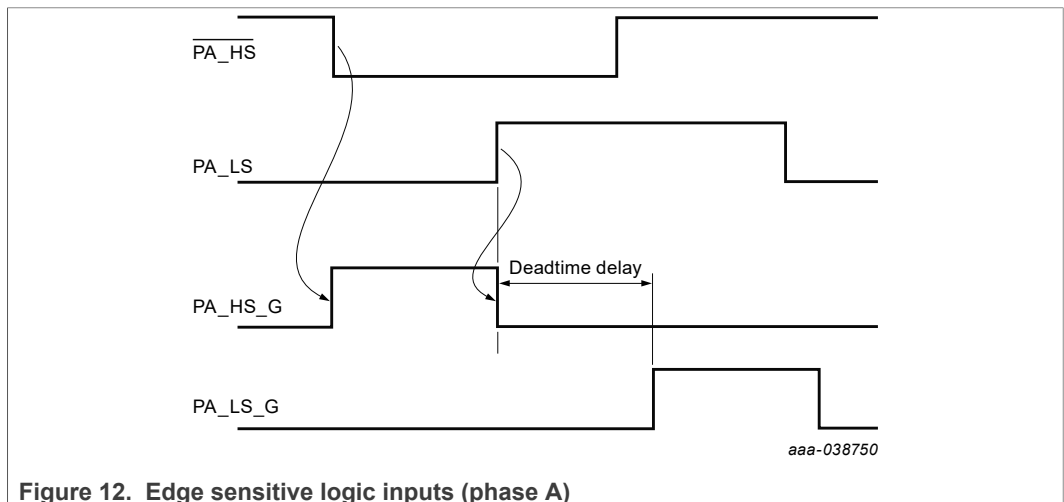 PA_HS
PA_LS
Deadtime delay
PA_HS_G
PA_LS_G
aaa-038750
Figure 12. Edge sensitive logic inputs (phase A)